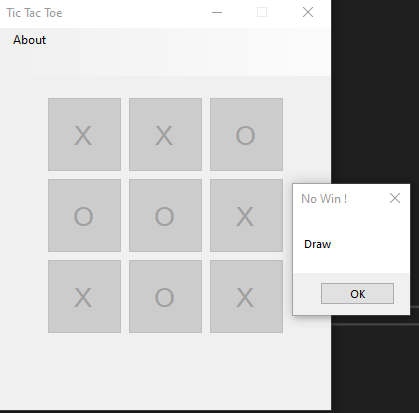 Tic Tac Toe
About
X X O
O O X
X O X
No Win !
Draw
OK